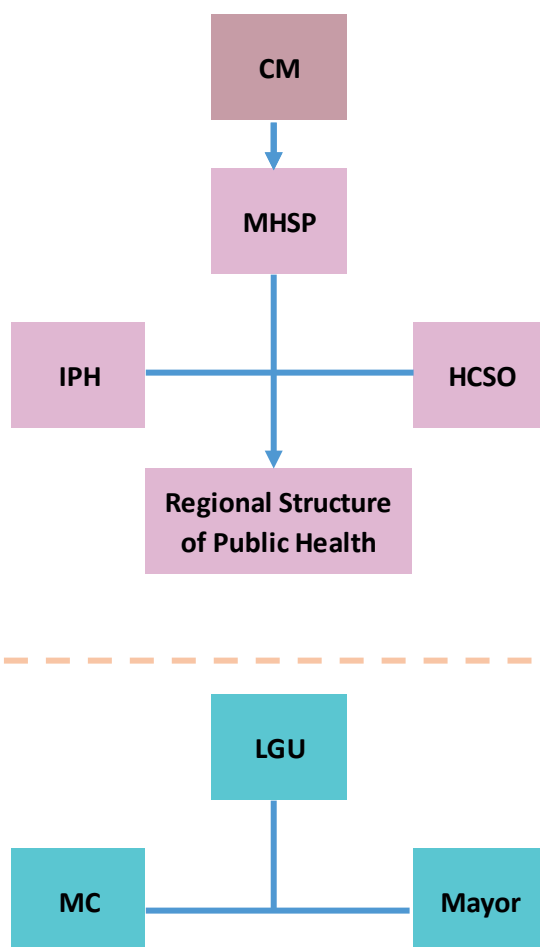 CM
MHSP
IPH
HCSO
Regional Structure
of Public Health
LGU
MC
Mayor